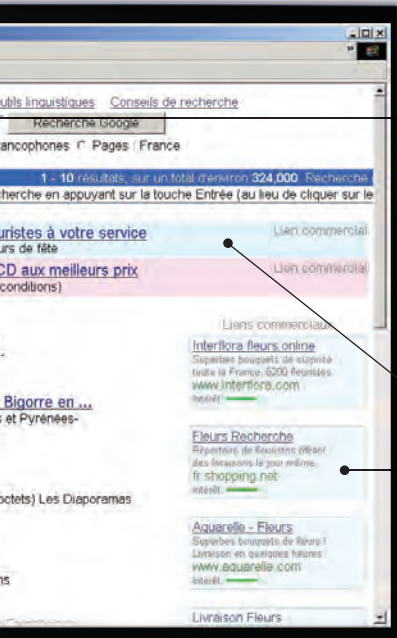 utils linguistiques Conseils de recherche
Recherche Google
ancophones Pages : France
1 - 10 résultats, sur un total d'environ 324,000. Recherche
cherche en appuyant sur la touche Entrée (au lieu de cliquer sur le
uristes à votre service Lien commercial
urs de fête
CD aux meilleurs prix Lien commercial
conditions)
Liens commerciaux
Interflora fleurs online
Superbes bouquets de surprise
toute la France, 5200 fleuristes
www.interflora.com
Intérêt:
Bigorre en ...
s et Pyrénées-
Fleurs Recherche
Répertoire de fleuristes offrant
des livraisons le jour même.
fr.shopping.net
Intérêt:
octets) Les Diaporamas
Aquarelle - Fleurs
Superbes bouquets de fleurs !
Livraison en quelques heures
www.aquarelle.com
Intérêt:
ns
Livraison Fleurs